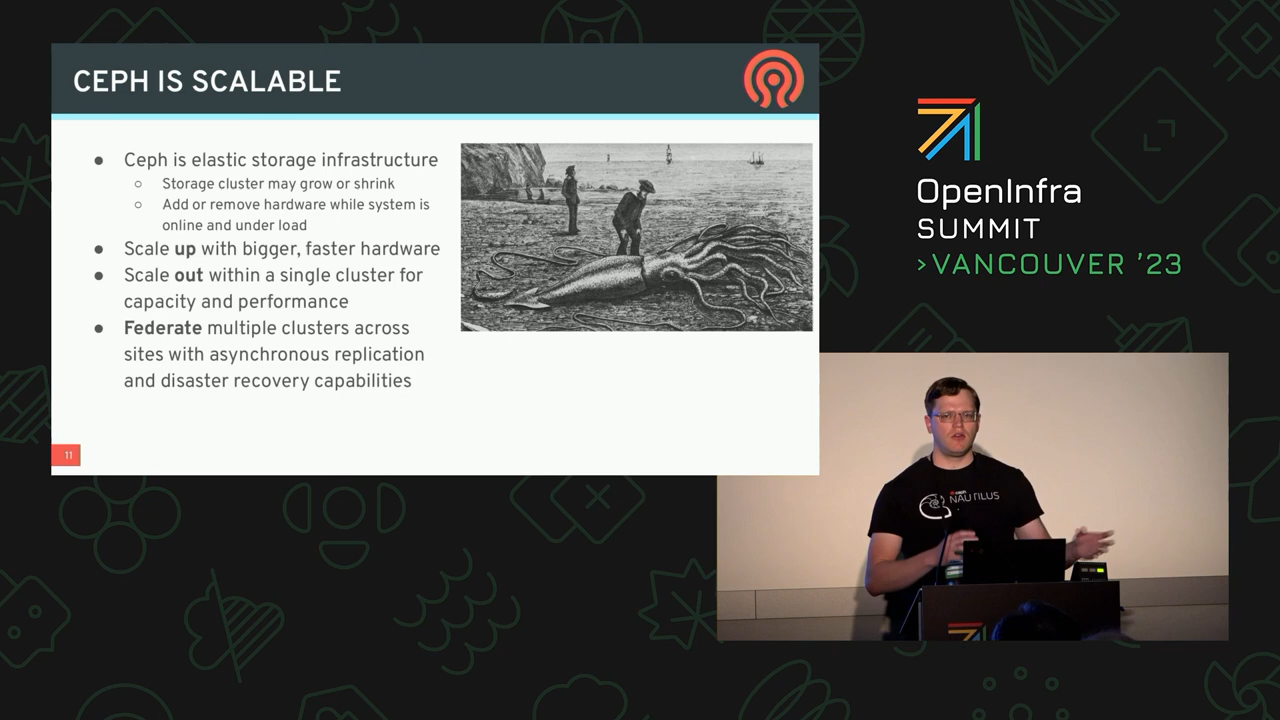 CEPH IS SCALABLE
● Ceph is elastic storage infrastructure
○ Storage cluster may grow or shrink
○ Add or remove hardware while system is
online and under load
● Scale up with bigger, faster hardware
● Scale out within a single cluster for
capacity and performance
● Federate multiple clusters across
sites with asynchronous replication
and disaster recovery capabilities
11
OpenInfra
SUMMIT
>VANCOUVER ’23
ceph
NAUTILUS